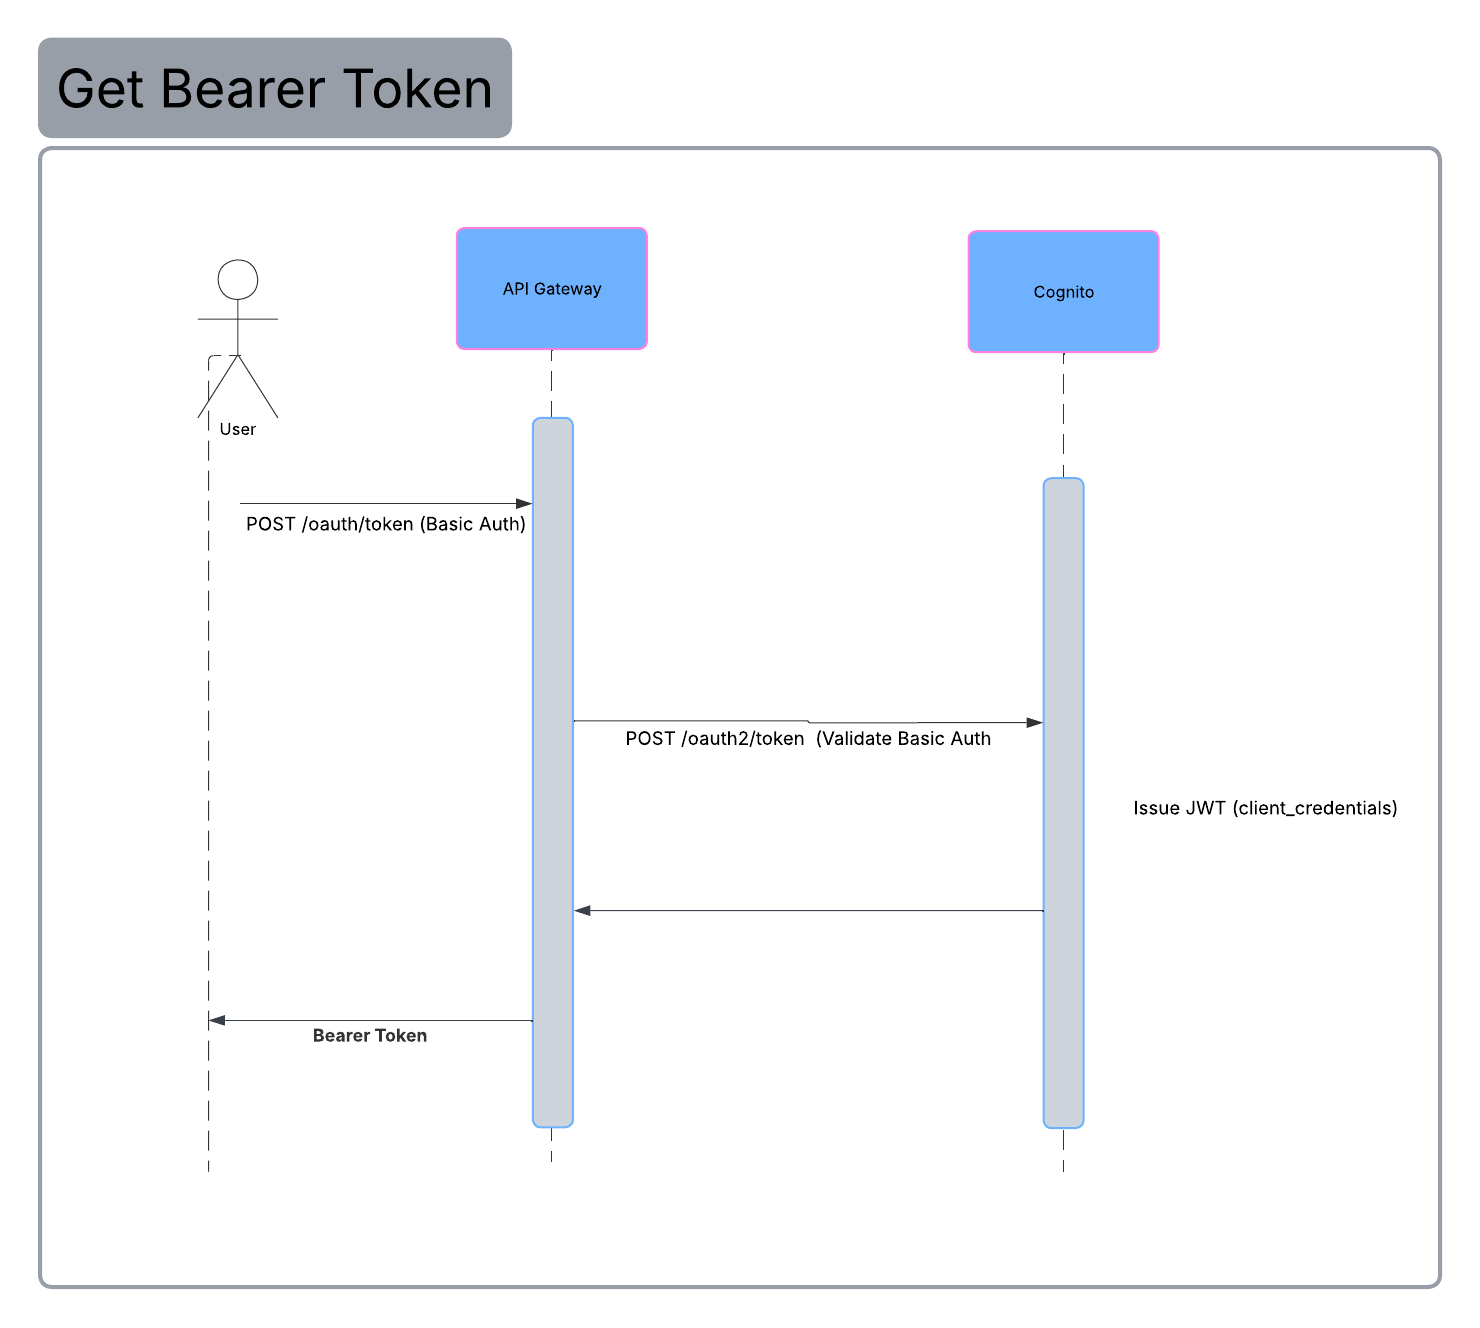 Get Bearer Token
API Gateway
Cognito
User
POST /oauth/token (Basic Auth)
POST /oauth2/token  (Validate Basic Auth
Issue JWT (client_credentials)
Bearer Token